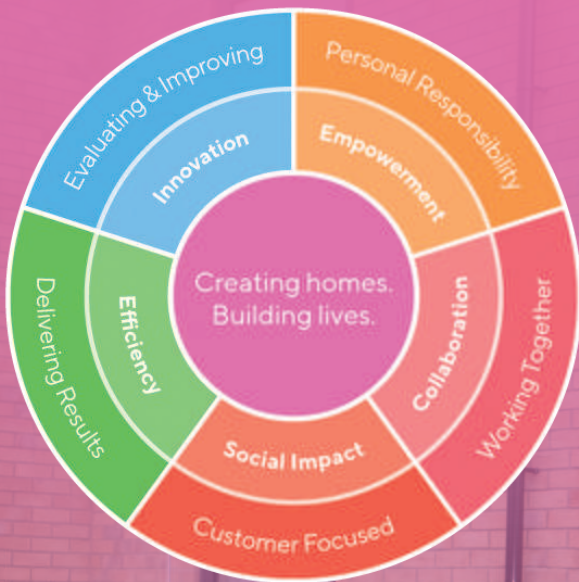 Evaluating & Improving
Personal Responsibility
Innovation
Empowerment
Creating homes.
Building lives.
Delivering Results
Efficiency
Collaboration
Working Together
Social Impact
Customer Focused